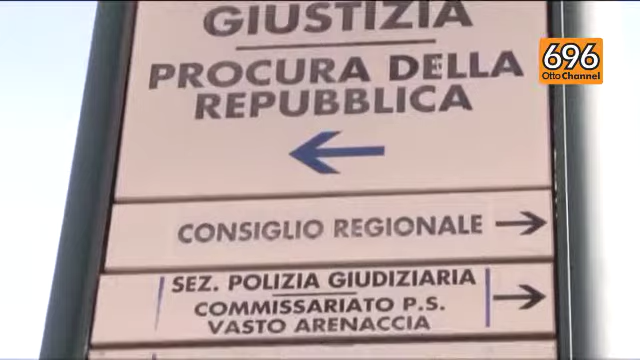 GIUSTIZIA
PROCURA DELLA
REPUBBLICA
CONSIGLIO REGIONALE
SEZ. POLIZIA GIUDIZIARIA
COMMISSARIATO P.S.
VASTO ARENACCIA
696
Otto Channel